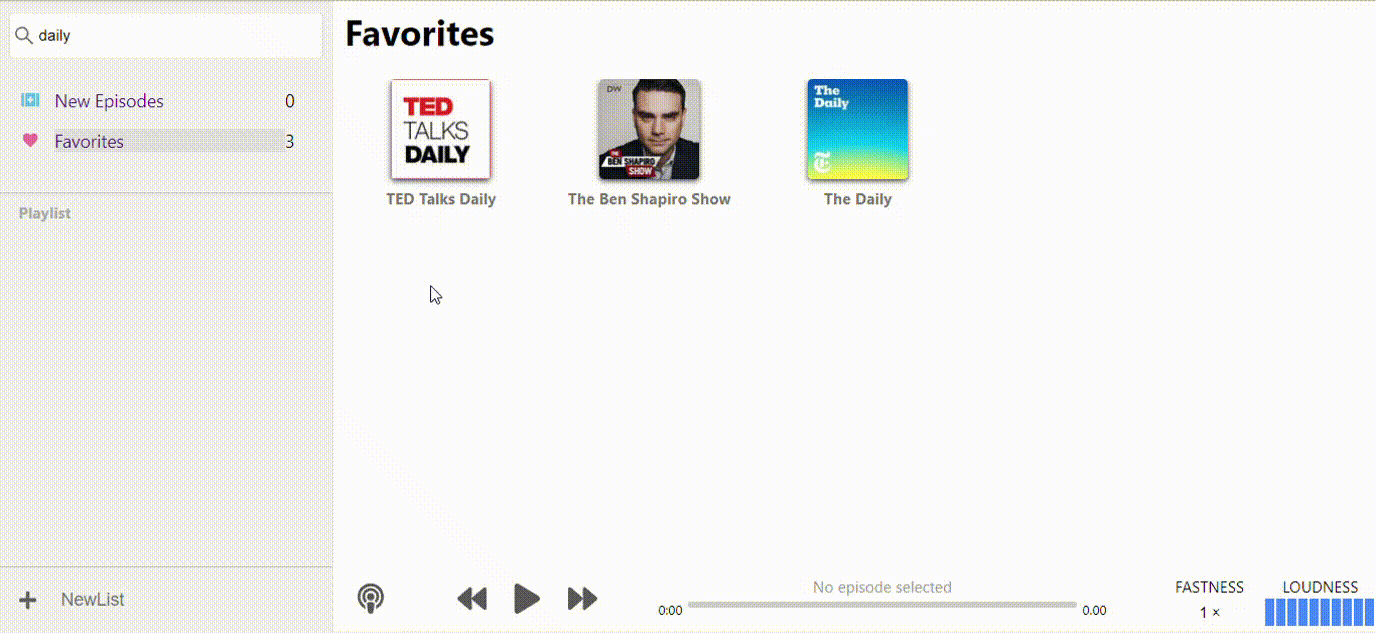 daily
New Episodes 0
Favorites 3
Playlist
NewList
Favorites
TED
TALKS
DAILY
TED Talks Daily
DW
THE
BEN SHAPIRO
SHOW
The Ben Shapiro Show
The
Daily
The Daily
No episode selected
0:00
0.00
FASTNESS
1 ×
LOUDNESS